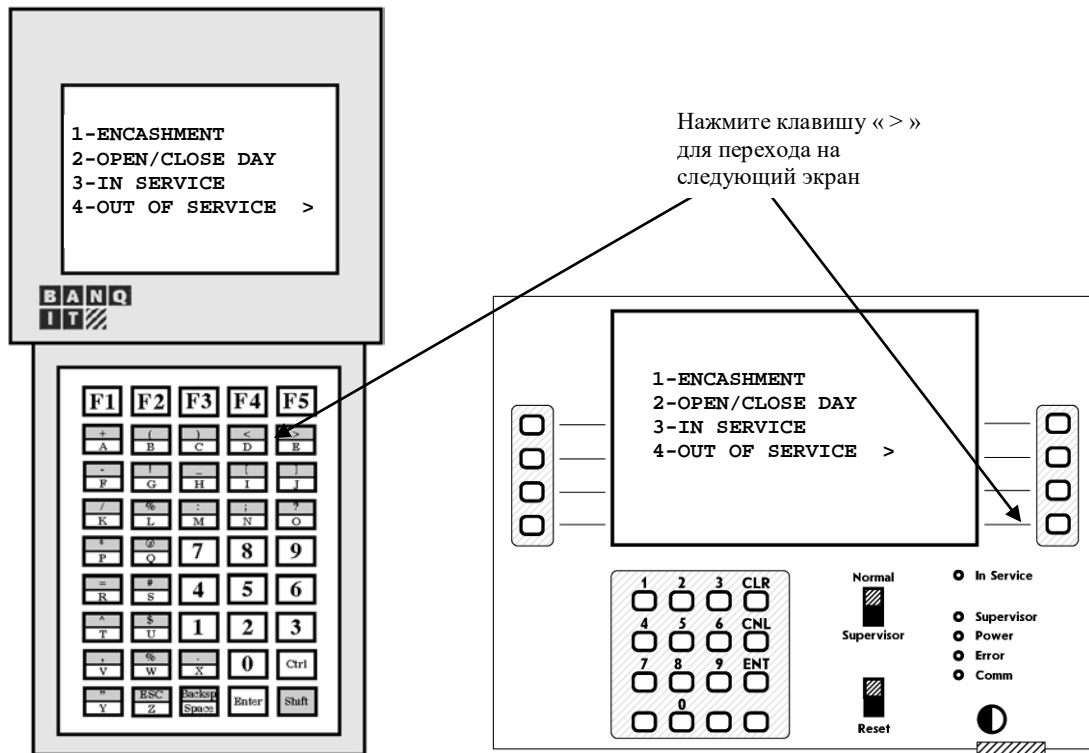 1-ENCASHMENT
2-OPEN/CLOSE DAY
3-IN SERVICE
4-OUT OF SERVICE >
BANQ
IT
F1 F2 F3 F4 F5
+ ( ) < >
A B C D E
- ! _ [ ]
F G H I J
/ % : ; ?
K L M N O
* @
P Q 7 8 9
= #
R S 4 5 6
^ $
T U 1 2 3
, % .
V W X 0 Ctrl
" ESC Backsp
Y Z Space Enter Shift
Нажмите клавишу « > »
для перехода на
следующий экран
1-ENCASHMENT
2-OPEN/CLOSE DAY
3-IN SERVICE
4-OUT OF SERVICE >
1 2 3 CLR
4 5 6 CNL
7 8 9 ENT
0
Normal
Supervisor
Reset
In Service
Supervisor
Power
Error
Comm